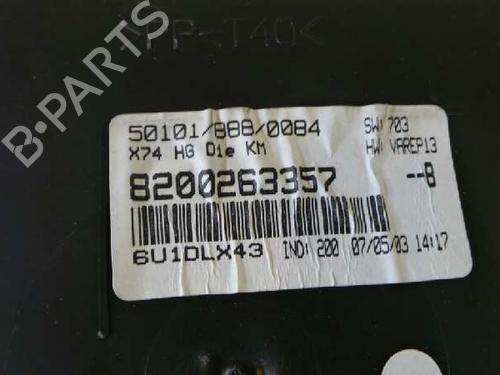 >PP-T40<
50101/888/0084 SW: 703
X74 HG Die KM HW: VAREP13
8200263357 --B
6U1DLX43 IND: 200 07/05/03 14:17
B-PARTS